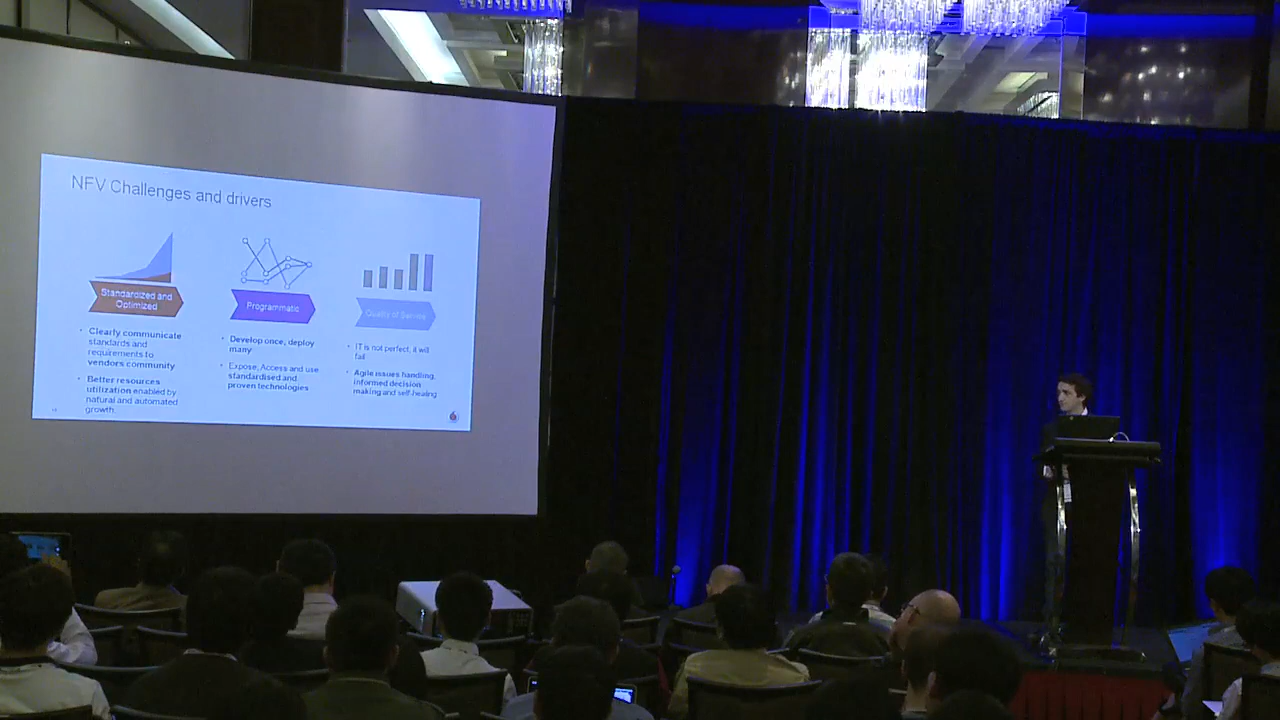 NFV Challenges and drivers
Standardized and
Optimized
Clearly communicate
standards and
requirements to
vendors community
Better resources
utilization enabled by
natural and automated
growth.
Programmatic
Develop once, deploy
many
Expose, Access and use
standardised and
proven technologies
Quality of Service
IT is not perfect, it will
fail
Agile issues handling,
informed decision
making and self-healing